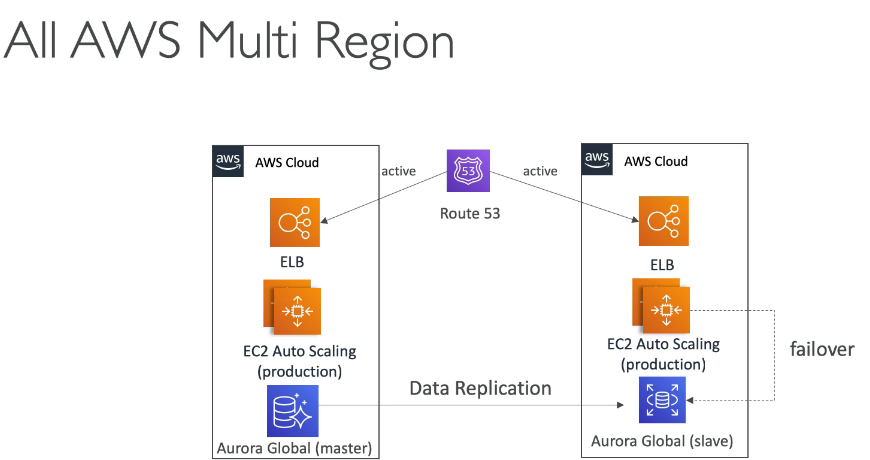 All AWS Multi Region
aws
AWS Cloud
active
53
active
aws
AWS Cloud
Route 53
ELB
ELB
EC2 Auto Scaling
(production)
EC2 Auto Scaling
(production)
failover
Data Replication
Aurora Global (master)
Aurora Global (slave)